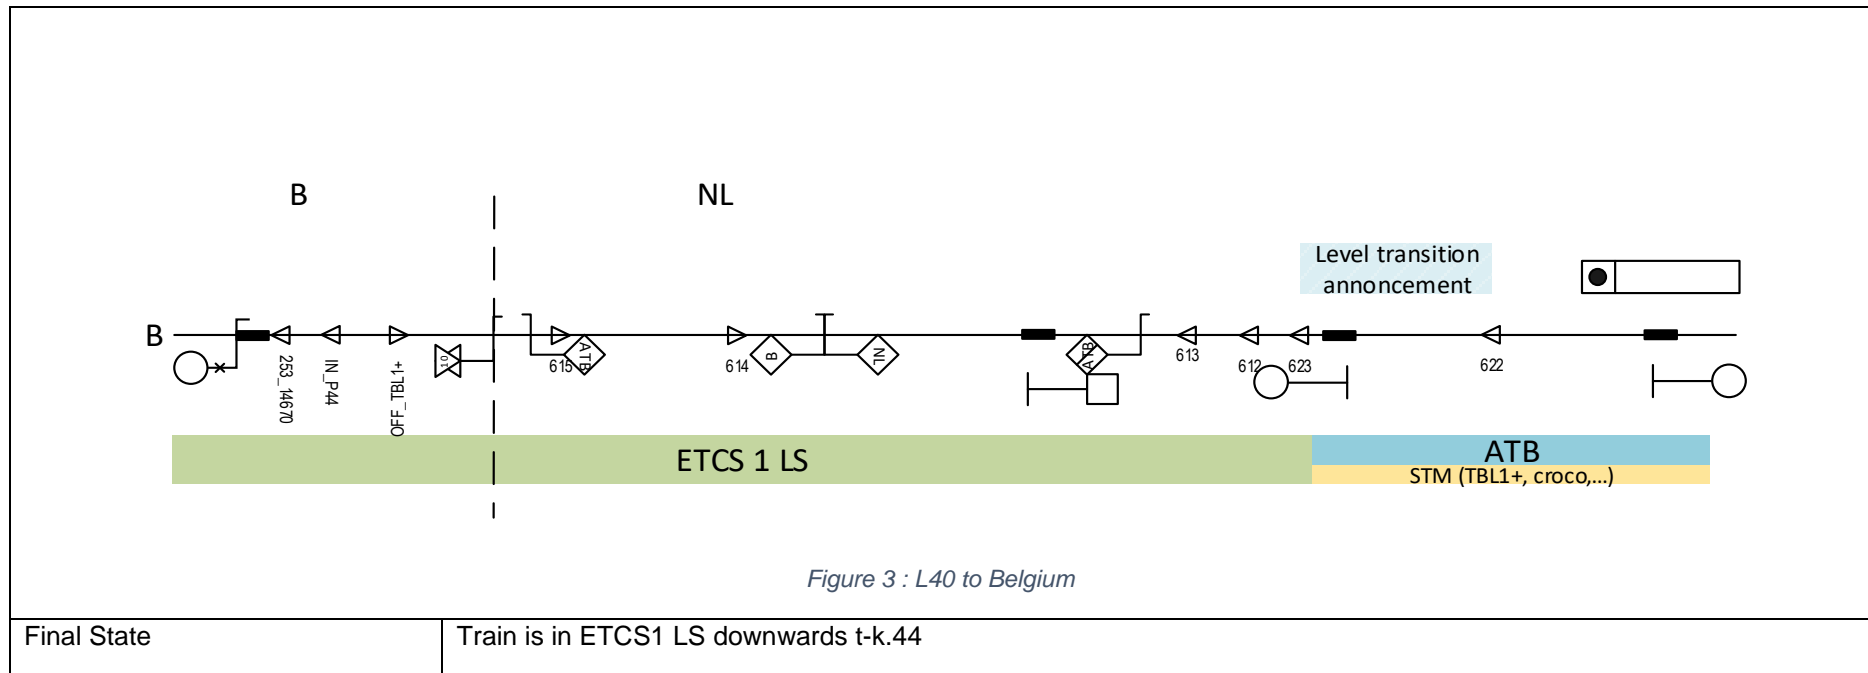 B
NL
Level transition
annoncement
B
253_14670
IN_P44
OFF_TBL1+
10
615
ATB
614
B
NL
ATB
613
612
623
622
ETCS 1 LS
ATB
STM (TBL1+, croco,...)
Figure 3 : L40 to Belgium
Final State
Train is in ETCS1 LS downwards t-k.44